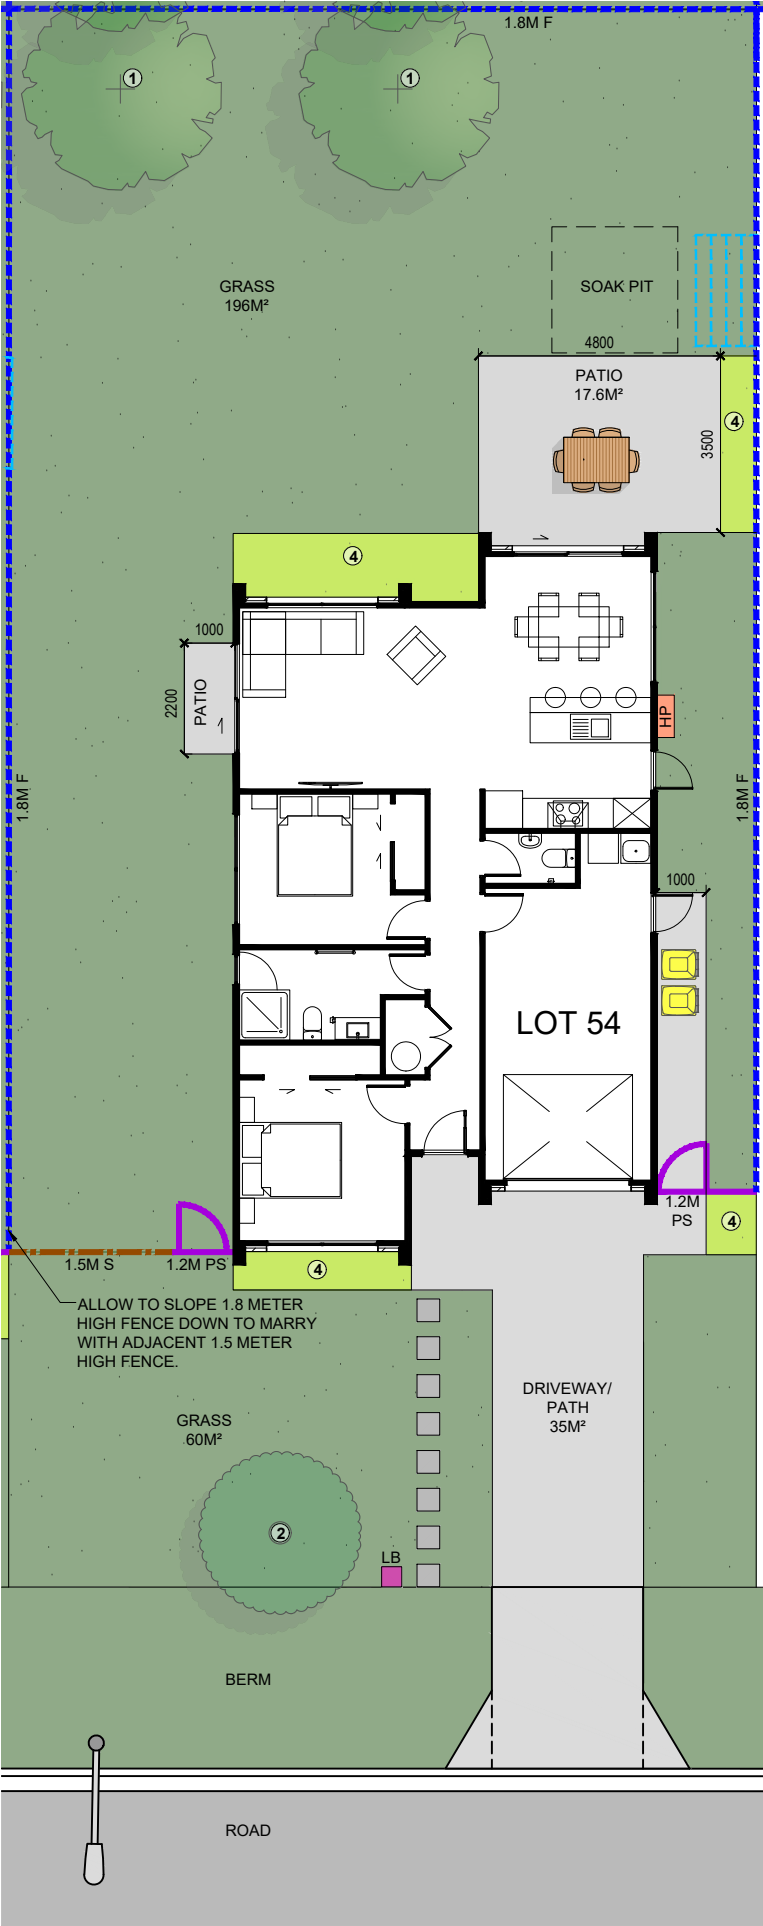 1.8M F
1
1
GRASS
196M²
SOAK PIT
4800
PATIO
17.6M²
4
3500
4
1000
2200
PATIO
HP
1.8M F
1.8M F
1000
LOT 54
1.2M
PS
4
1.5M S
1.2M PS
4
ALLOW TO SLOPE 1.8 METER
HIGH FENCE DOWN TO MARRY
WITH ADJACENT 1.5 METER
HIGH FENCE.
DRIVEWAY/
PATH
35M²
GRASS
60M²
2
LB
BERM
ROAD